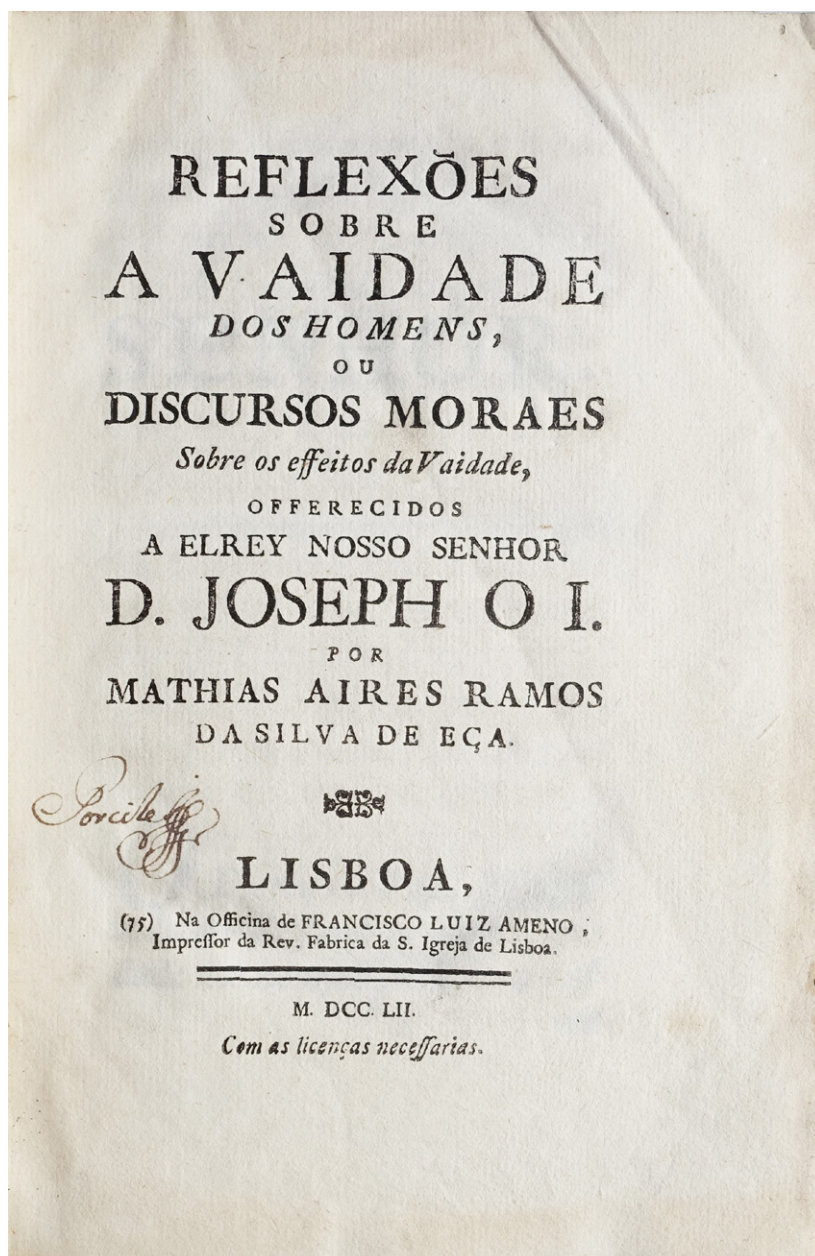 REFLEXÕES
SOBRE
A VAIDADE
DOS HOMENS,
OU
DISCURSOS MORAES
Sobre os effeitos da Vaidade,
OFFERECIDOS
A ELREY NOSSO SENHOR
D. JOSEPH O I.
POR
MATHIAS AIRES RAMOS
DA SILVA DE EÇA.
LISBOA,
(75) Na Officina de FRANCISCO LUIZ AMENO,
Impreſſor da Rev. Fabrica da S. Igreja de Lisboa.
M. DCC. LII.
Com as licenças neceſſarias.